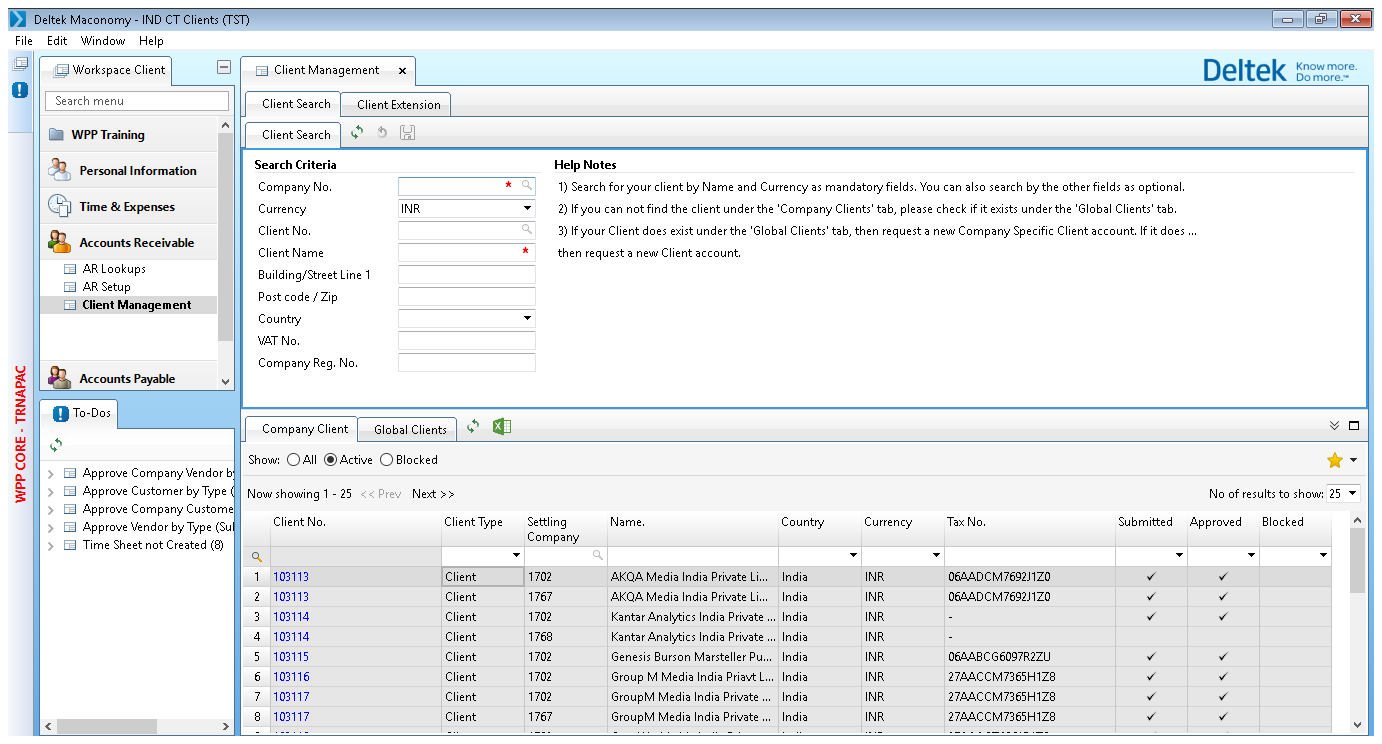 Deltek Maconomy - IND CT Clients (TST)
File Edit Window Help
Workspace Client
Search menu
WPP Training
Personal Information
Time & Expenses
Accounts Receivable
AR Lookups
AR Setup
Client Management
Accounts Payable
WPP CORE - TRNAPAC
To-Dos
Approve Company Vendor by
Approve Customer by Type (
Approve Company Custome
Approve Vendor by Type (Sul
Time Sheet not Created (8)
Client Management
Deltek Know more. Do more.™
Client Search Client Extension
Client Search
Search Criteria
Company No. *
Currency INR
Client No.
Client Name *
Building/Street Line 1
Post code / Zip
Country
VAT No.
Company Reg. No.
Help Notes
1) Search for your client by Name and Currency as mandatory fields. You can also search by the other fields as optional.
2) If you can not find the client under the 'Company Clients' tab, please check if it exists under the 'Global Clients' tab.
3) If your Client does exist under the 'Global Clients' tab, then request a new Company Specific Client account. If it does ...
then request a new Client account.
Company Client Global Clients
Show: All Active Blocked
Now showing 1 - 25 << Prev Next >> No of results to show: 25
Client No. Client Type Settling Company Name. Country Currency Tax No. Submitted Approved Blocked
1 103113 Client 1702 AKQA Media India Private Li... India INR 06AADCM7692J1Z0 ✓ ✓
2 103113 Client 1767 AKQA Media India Private Li... India INR 06AADCM7692J1Z0 ✓ ✓
3 103114 Client 1702 Kantar Analytics India Private ... India INR - ✓ ✓
4 103114 Client 1768 Kantar Analytics India Private ... India INR -
5 103115 Client 1702 Genesis Burson Marsteller Pu... India INR 06AABCG6097R2ZU ✓ ✓
6 103116 Client 1702 Group M Media India Priavt L... India INR 27AACCM7365H1Z8 ✓ ✓
7 103117 Client 1702 GroupM Media India Private ... India INR 27AACCM7365H1Z8 ✓ ✓
8 103117 Client 1767 GroupM Media India Private ... India INR 27AACCM7365H1Z8 ✓ ✓